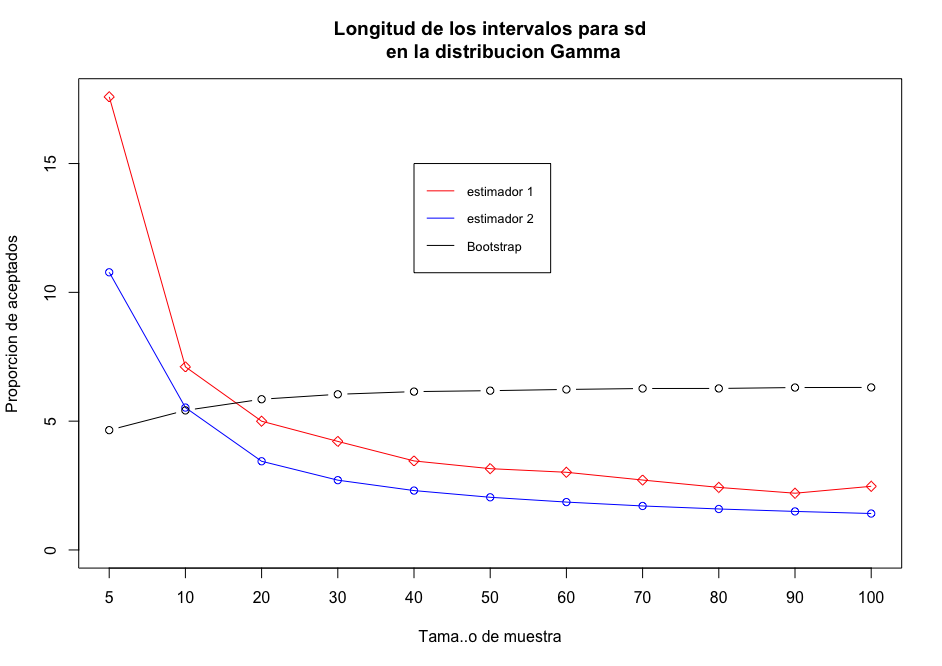 Longitud de los intervalos para sd
en la distribucion Gamma
Proporcion de aceptados
15
10
5
0
estimador 1
estimador 2
Bootstrap
5 10 20 30 40 50 60 70 80 90 100
Tama..o de muestra